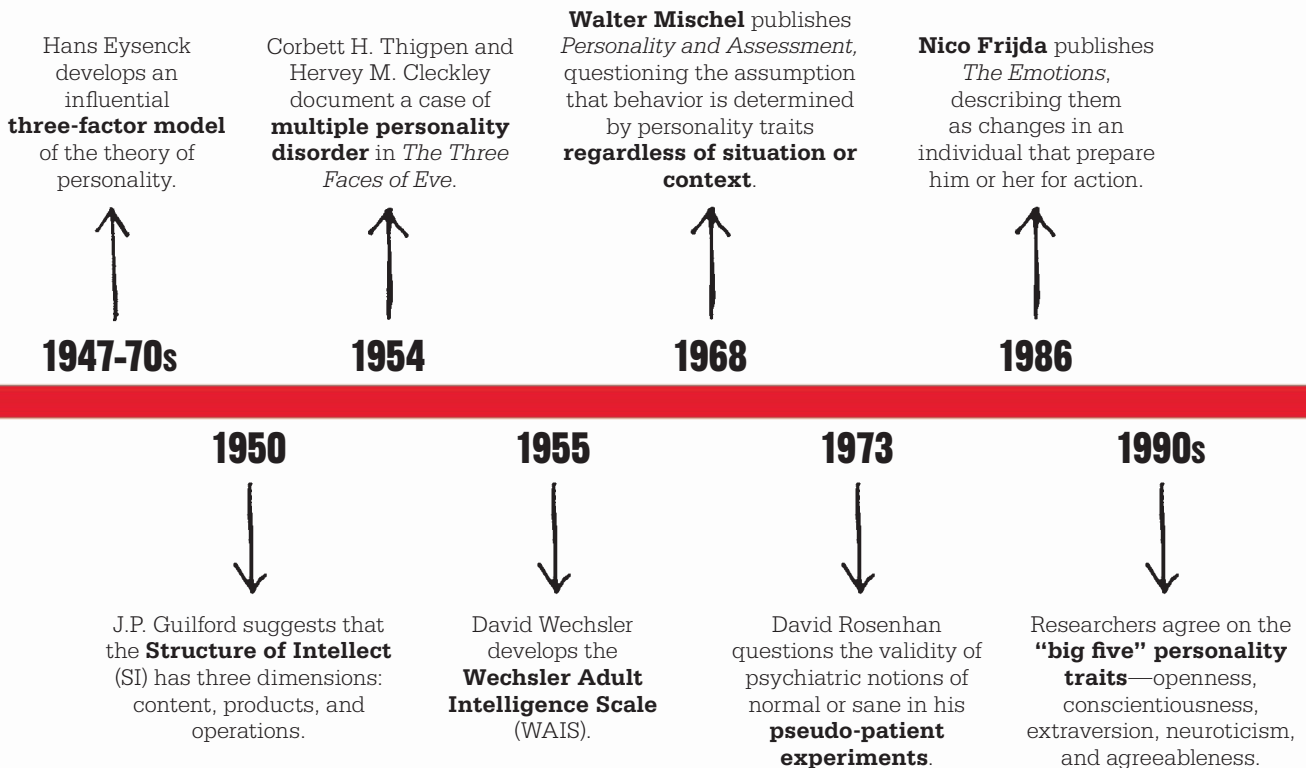 Hans Eysenck
develops an
influential
three-factor model
of the theory of
personality.
Corbett H. Thigpen and
Hervey M. Cleckley
document a case of
multiple personality
disorder in The Three
Faces of Eve.
Walter Mischel publishes
Personality and Assessment,
questioning the assumption
that behavior is determined
by personality traits
regardless of situation or
context.
Nico Frijda publishes
The Emotions,
describing them
as changes in an
individual that prepare
him or her for action.
1947–70s
1954
1968
1986
1950
1955
1973
1990s
J.P. Guilford suggests that
the Structure of Intellect
(SI) has three dimensions:
content, products, and
operations.
David Wechsler
develops the
Wechsler Adult
Intelligence Scale
(WAIS).
David Rosenhan
questions the validity of
psychiatric notions of
normal or sane in his
pseudo-patient
experiments.
Researchers agree on the
“big five” personality
traits—openness,
conscientiousness,
extraversion, neuroticism,
and agreeableness.